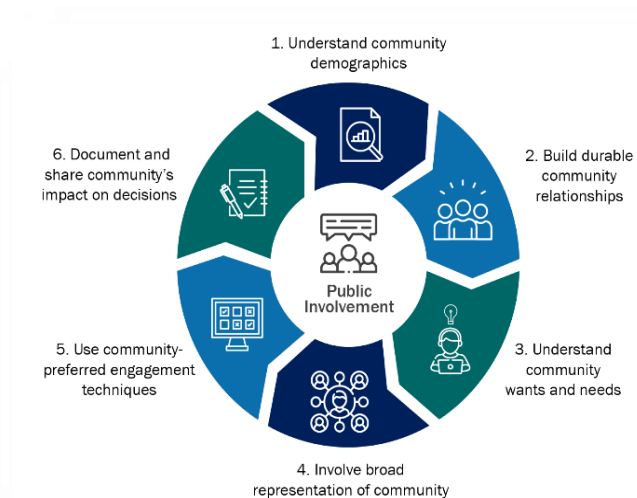 1. Understand community
demographics
2. Build durable
community
relationships
3. Understand
community
wants and needs
4. Involve broad
representation of community
5. Use community-
preferred engagement
techniques
6. Document and
share community’s
impact on decisions
Public
Involvement